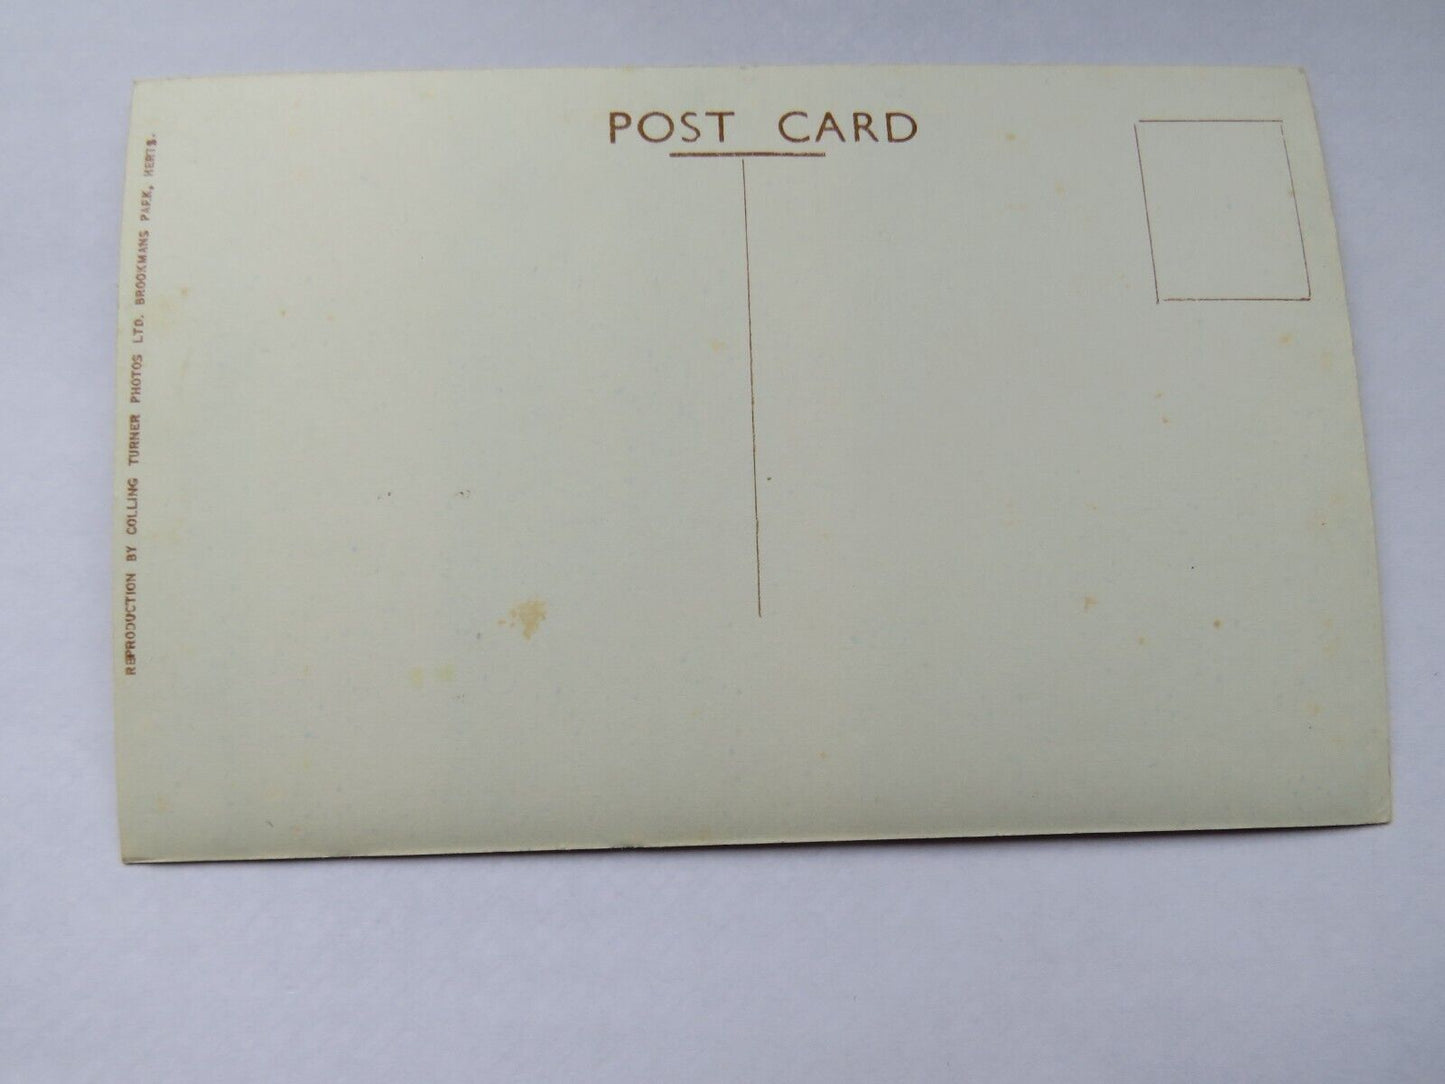 POST CARD
REPRODUCTION BY COLLING TURNER PHOTOS LTD. BROOKMANS PARK, HERTS.